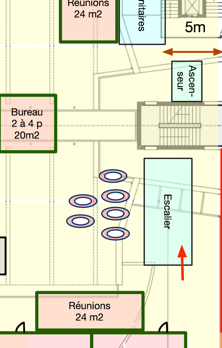 Réunions
24 m2
nitaires
5m
Ascen-
seur
Bureau
2 à 4 p
20m2
Escalier
Réunions
24 m2